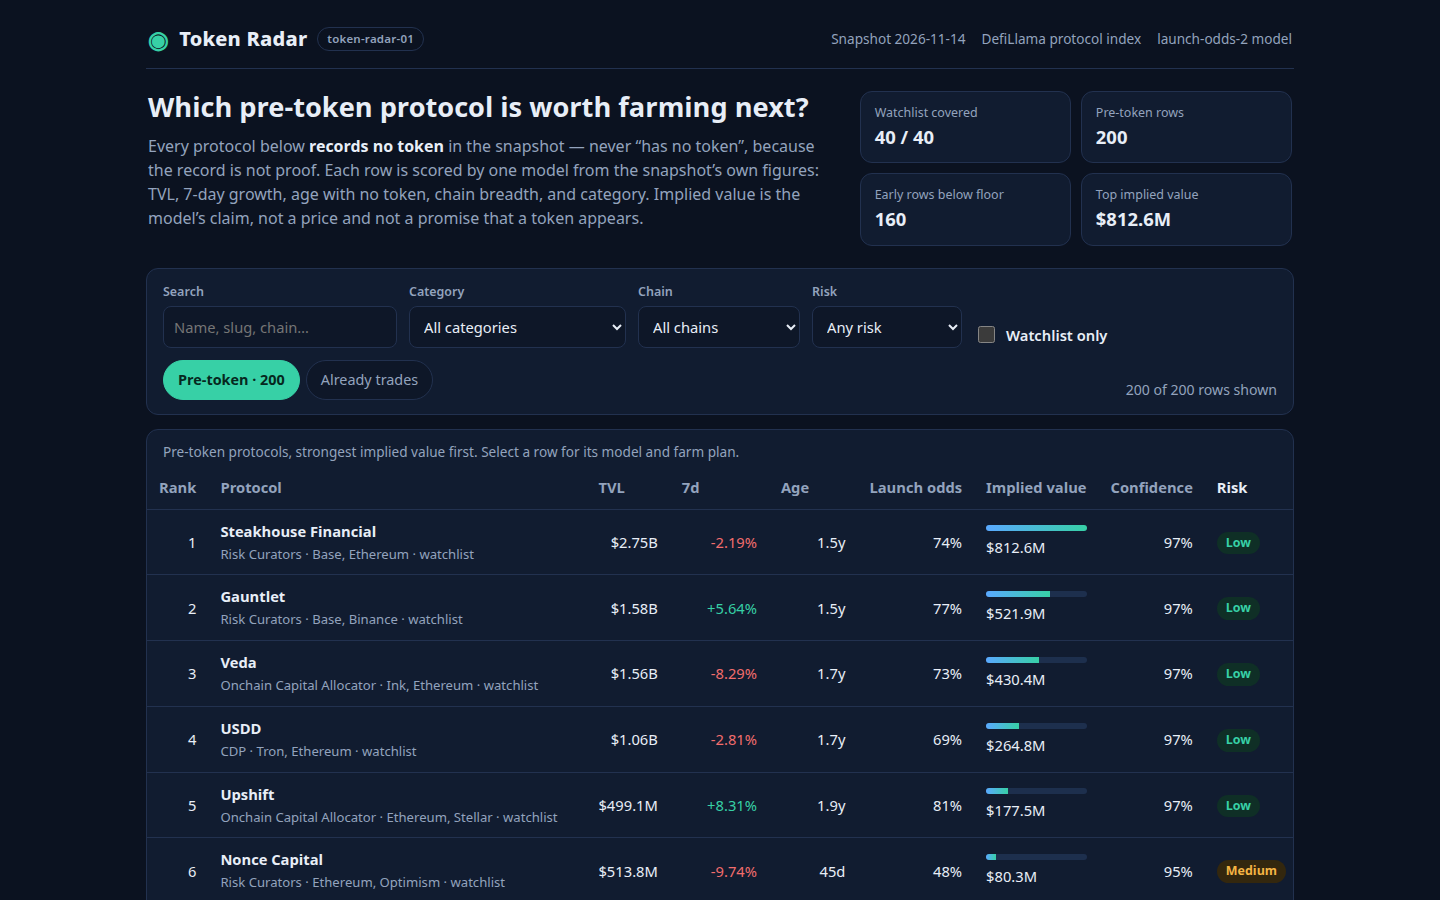 Token Radar token-radar-01 Snapshot 2026-11-14 DefiLlama protocol index launch-odds-2 model
Which pre-token protocol is worth farming next?
Every protocol below records no token in the snapshot — never “has no token”, because
the record is not proof. Each row is scored by one model from the snapshot’s own figures:
TVL, 7-day growth, age with no token, chain breadth, and category. Implied value is the
model’s claim, not a price and not a promise that a token appears.
Watchlist covered
40 / 40
Pre-token rows
200
Early rows below floor
160
Top implied value
$812.6M
Search Category Chain Risk
Name, slug, chain... All categories All chains Any risk Watchlist only
Pre-token · 200 Already trades 200 of 200 rows shown
Pre-token protocols, strongest implied value first. Select a row for its model and farm plan.
Rank Protocol TVL 7d Age Launch odds Implied value Confidence Risk
1 Steakhouse Financial $2.75B -2.19% 1.5y 74% $812.6M 97% Low
Risk Curators · Base, Ethereum · watchlist
2 Gauntlet $1.58B +5.64% 1.5y 77% $521.9M 97% Low
Risk Curators · Base, Binance · watchlist
3 Veda $1.56B -8.29% 1.7y 73% $430.4M 97% Low
Onchain Capital Allocator · Ink, Ethereum · watchlist
4 USDD $1.06B -2.81% 1.7y 69% $264.8M 97% Low
CDP · Tron, Ethereum · watchlist
5 Upshift $499.1M +8.31% 1.9y 81% $177.5M 97% Low
Onchain Capital Allocator · Ethereum, Stellar · watchlist
6 Nonce Capital $513.8M -9.74% 45d 48% $80.3M 95% Medium
Risk Curators · Ethereum, Optimism · watchlist